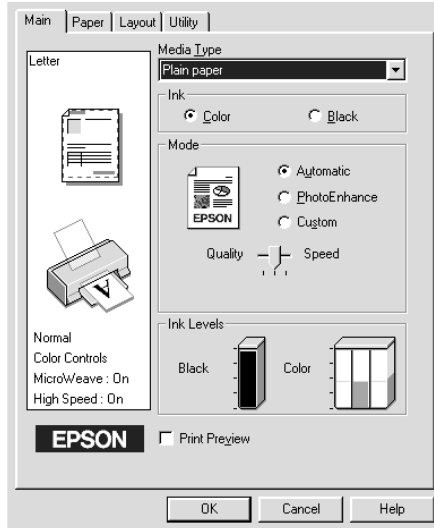 Main Paper Layout Utility
Letter
Media Type
Plain paper
Ink
Color Black
Mode
EPSON
Automatic
PhotoEnhance
Custom
Quality Speed
A
Normal
Color Controls
MicroWeave : On
High Speed : On
Ink Levels
Black Color
EPSON
Print Preview
OK Cancel Help